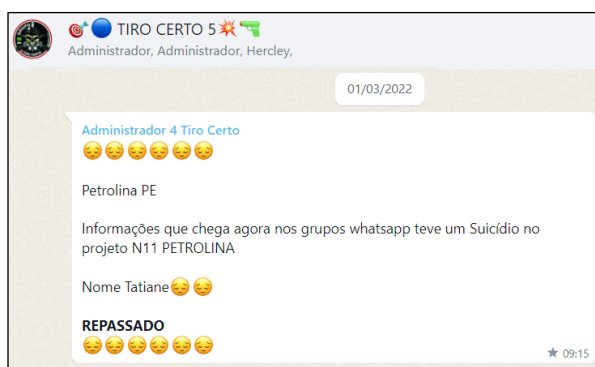 🎯🔵 TIRO CERTO 5💥🔫
Administrador, Administrador, Hercley,
01/03/2022
Administrador 4 Tiro Certo
😔😔😔😔😔😔
Petrolina PE
Informações que chega agora nos grupos whatsapp teve um Suicídio no
projeto N11 PETROLINA
Nome Tatiane😔😔
REPASSADO
😔😔😔😔😔😔
★ 09:15